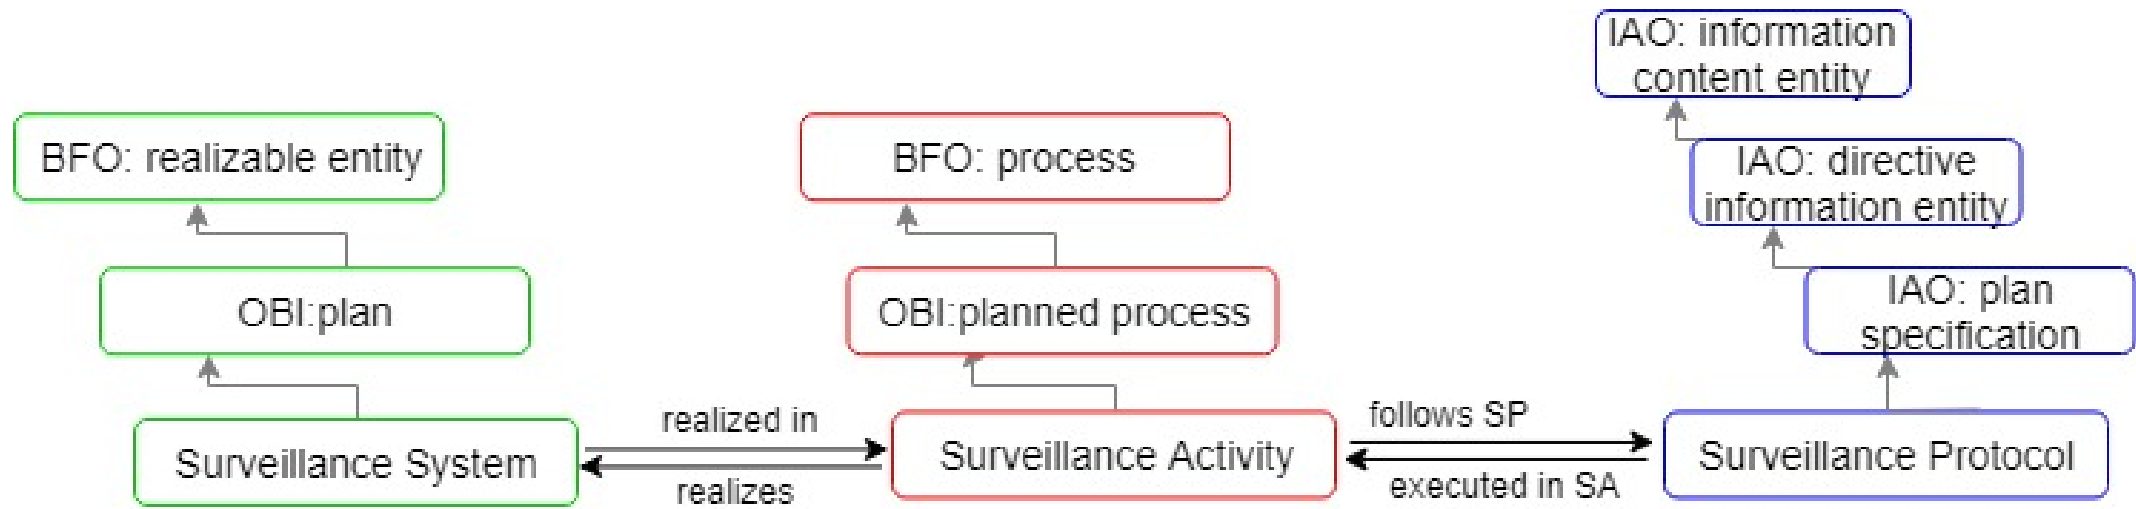 IAO: information
content entity
BFO: realizable entity
BFO: process
IAO: directive
information entity
OBI:plan
OBI:planned process
IAO: plan
specification
realized in
follows SP
Surveillance System
Surveillance Activity
Surveillance Protocol
realizes
executed in SA